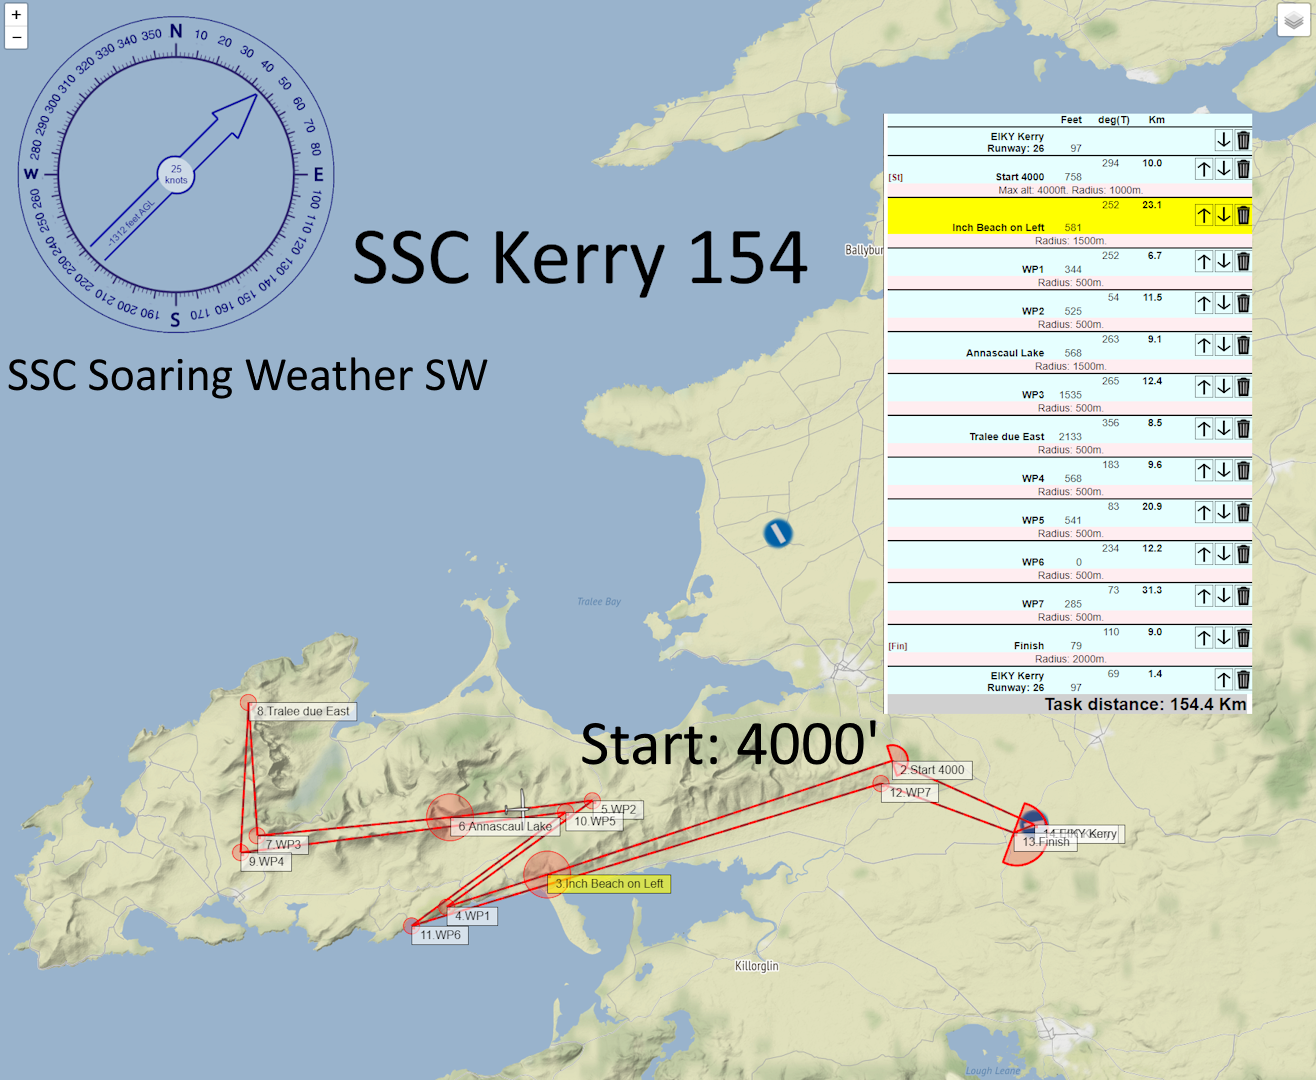 +
−
N
10
20
30
40
50
60
70
80
E
100
110
120
130
140
150
160
170
S
190
200
210
220
230
240
250
260
W
280
290
300
310
320
330
340
350
25
knots
-1312 feet AGL
SSC Kerry 154
SSC Soaring Weather SW
Ballybun
Feet deg(T) Km
EIKY Kerry
Runway: 26 97
294 10.0
[St] Start 4000 758
Max alt: 4000ft. Radius: 1000m.
252 23.1
Inch Beach on Left 581
Radius: 1500m.
252 6.7
WP1 344
Radius: 500m.
54 11.5
WP2 525
Radius: 500m.
263 9.1
Annascaul Lake 568
Radius: 1500m.
265 12.4
WP3 1535
Radius: 500m.
356 8.5
Tralee due East 2133
Radius: 500m.
183 9.6
WP4 568
Radius: 500m.
83 20.9
WP5 541
Radius: 500m.
234 12.2
WP6 0
Radius: 500m.
73 31.3
WP7 285
Radius: 500m.
110 9.0
[Fin] Finish 79
Radius: 2000m.
EIKY Kerry 69 1.4
Runway: 26 97
Task distance: 154.4 Km
Tralee Bay
8.Tralee due East
Start: 4000'
2.Start 4000
12.WP7
5.WP2
10.WP5
6.Annascaul Lake
14.EIKY Kerry
13.Finish
7.WP3
9.WP4
3.Inch Beach on Left
4.WP1
11.WP6
Killorglin
Lough Leane